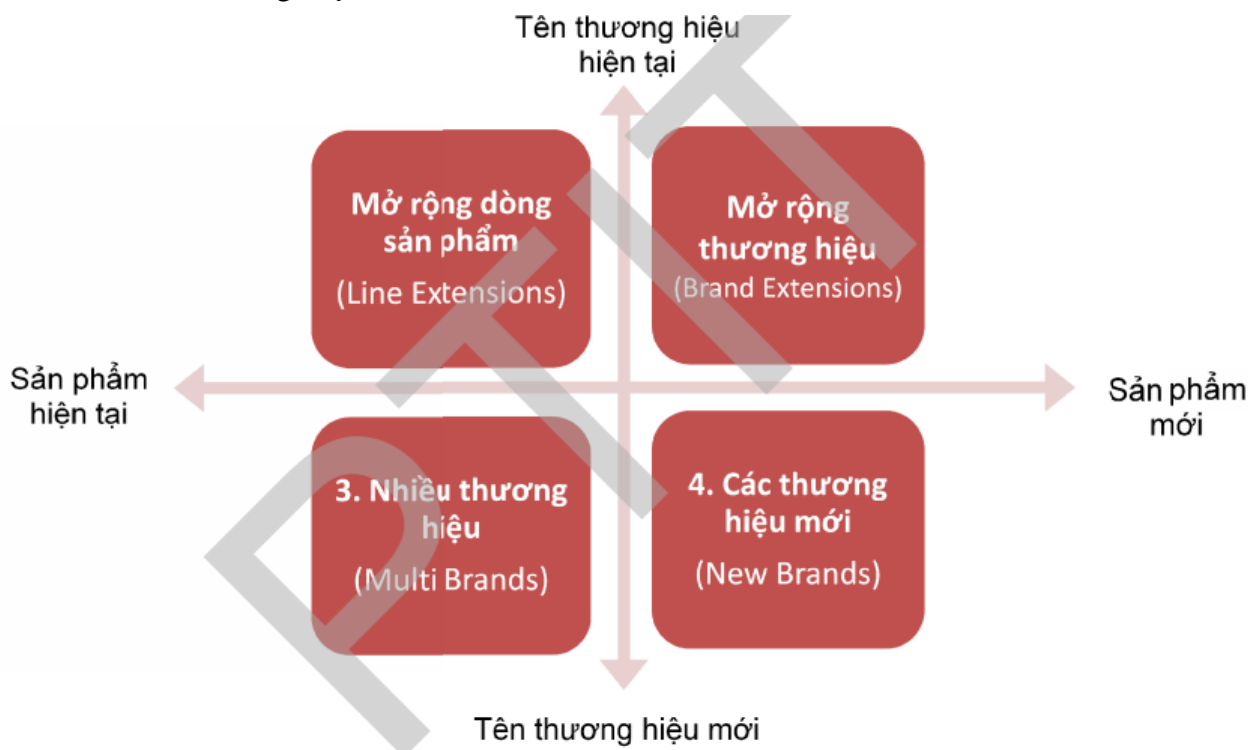 Tên thương hiệu
hiện tại
Mở rộng dòng
sản phẩm
(Line Extensions)
Mở rộng
thương hiệu
(Brand Extensions)
Sản phẩm
hiện tại
Sản phẩm
mới
3. Nhiều thương
hiệu
(Multi Brands)
4. Các thương
hiệu mới
(New Brands)
Tên thương hiệu mới
PTIT